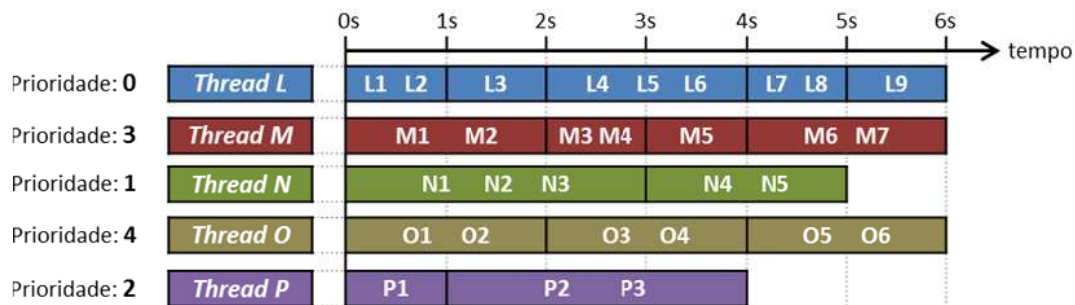 0s 1s 2s 3s 4s 5s 6s
tempo
Prioridade: 0 Thread L L1 L2 L3 L4 L5 L6 L7 L8 L9
Prioridade: 3 Thread M M1 M2 M3 M4 M5 M6 M7
Prioridade: 1 Thread N N1 N2 N3 N4 N5
Prioridade: 4 Thread O O1 O2 O3 O4 O5 O6
Prioridade: 2 Thread P P1 P2 P3